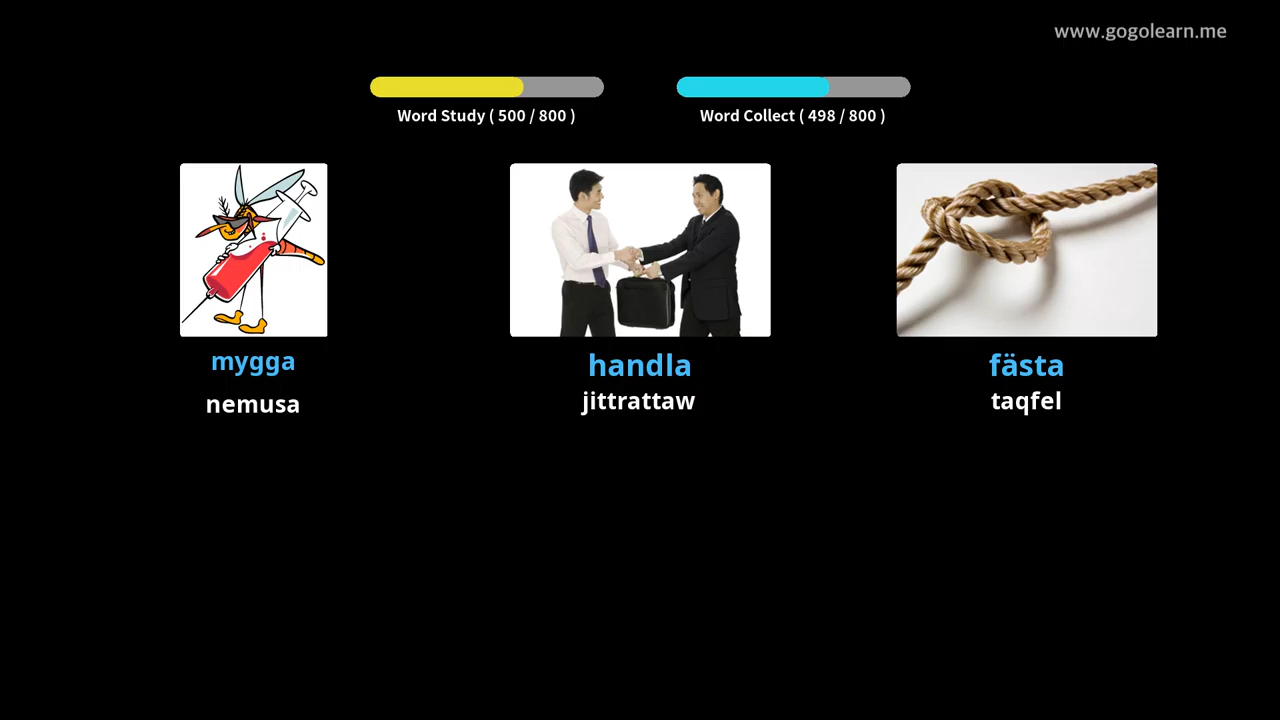 www.gogolearn.me
Word Study ( 500 / 800 )
Word Collect ( 498 / 800 )
mygga
nemusa
handla
jittrattaw
fästa
taqfel